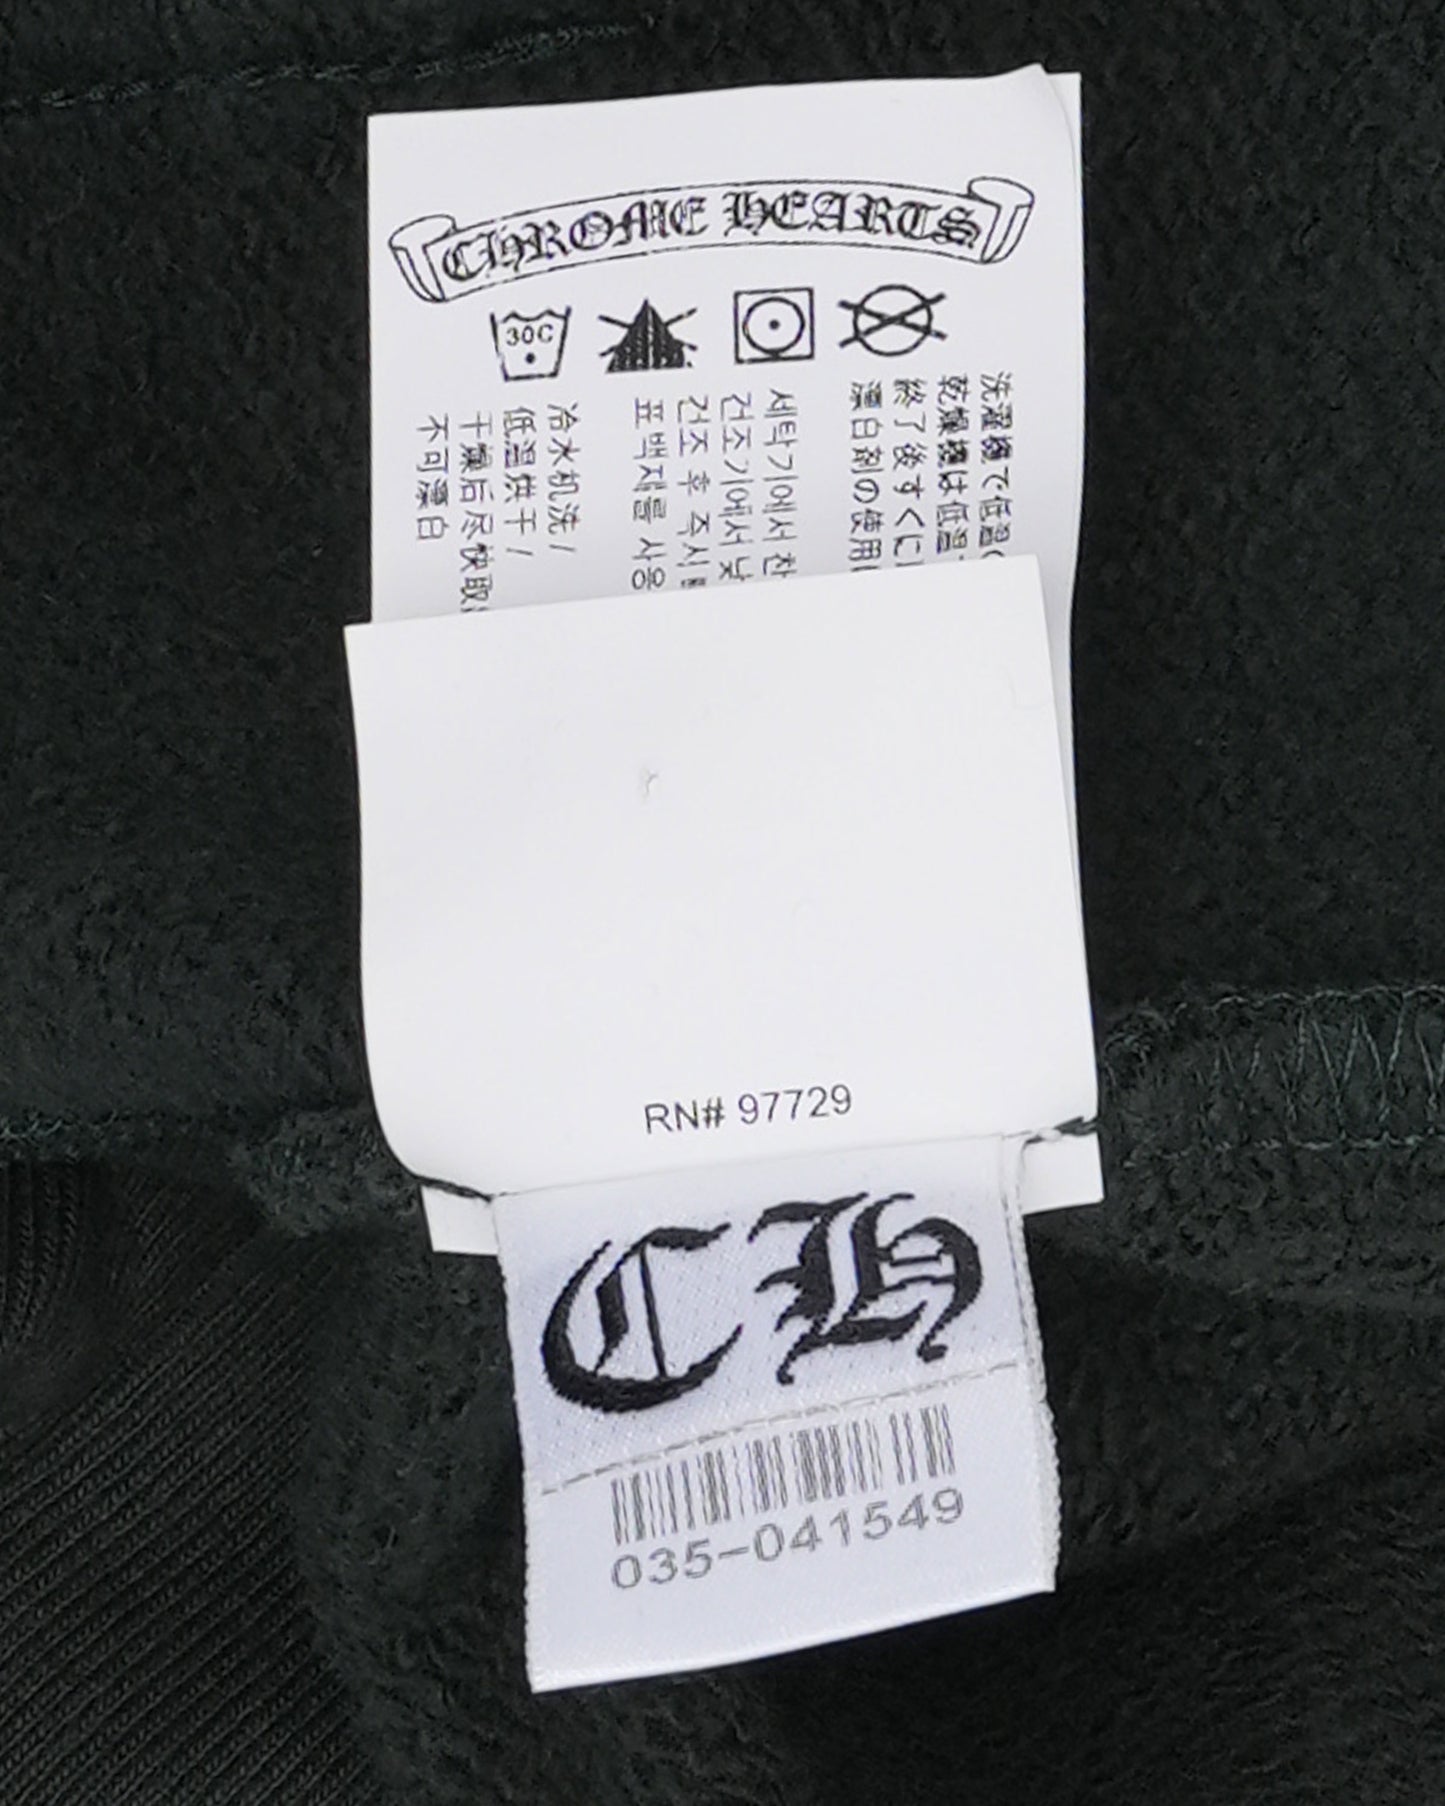 CHROME HEARTS
30C
洗濯機で低温
乾燥機は低温
終了後すぐに
漂白剤の使用
세탁기에서 찬
건조기에서 낮
건조 후 즉시
표백제를 사용
冷水机洗/
低温烘干/
干燥后尽快取
不可漂白
RN# 97729
CH
035-041549